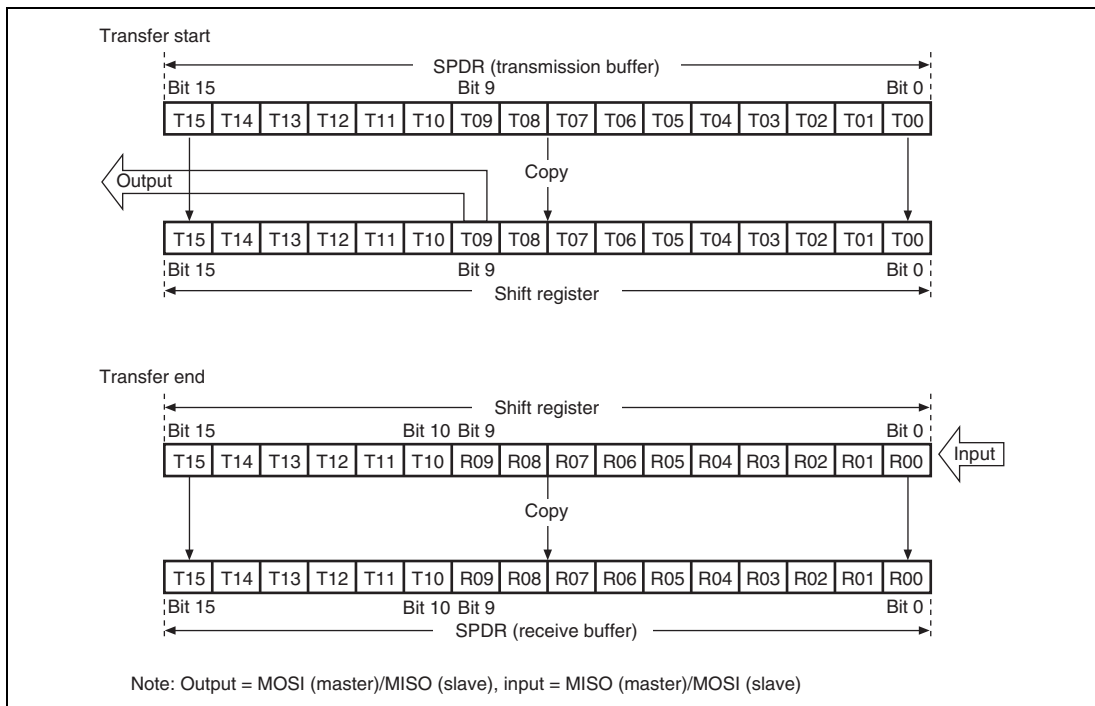 Transfer start
SPDR (transmission buffer)
Bit 15 Bit 9 Bit 0
T15 T14 T13 T12 T11 T10 T09 T08 T07 T06 T05 T04 T03 T02 T01 T00
Copy
Output
T15 T14 T13 T12 T11 T10 T09 T08 T07 T06 T05 T04 T03 T02 T01 T00
Bit 15 Bit 9 Bit 0
Shift register
Transfer end
Shift register
Bit 15 Bit 10 Bit 9 Bit 0
T15 T14 T13 T12 T11 T10 R09 R08 R07 R06 R05 R04 R03 R02 R01 R00
Input
Copy
T15 T14 T13 T12 T11 T10 R09 R08 R07 R06 R05 R04 R03 R02 R01 R00
Bit 15 Bit 10 Bit 9 Bit 0
SPDR (receive buffer)
Note: Output = MOSI (master)/MISO (slave), input = MISO (master)/MOSI (slave)